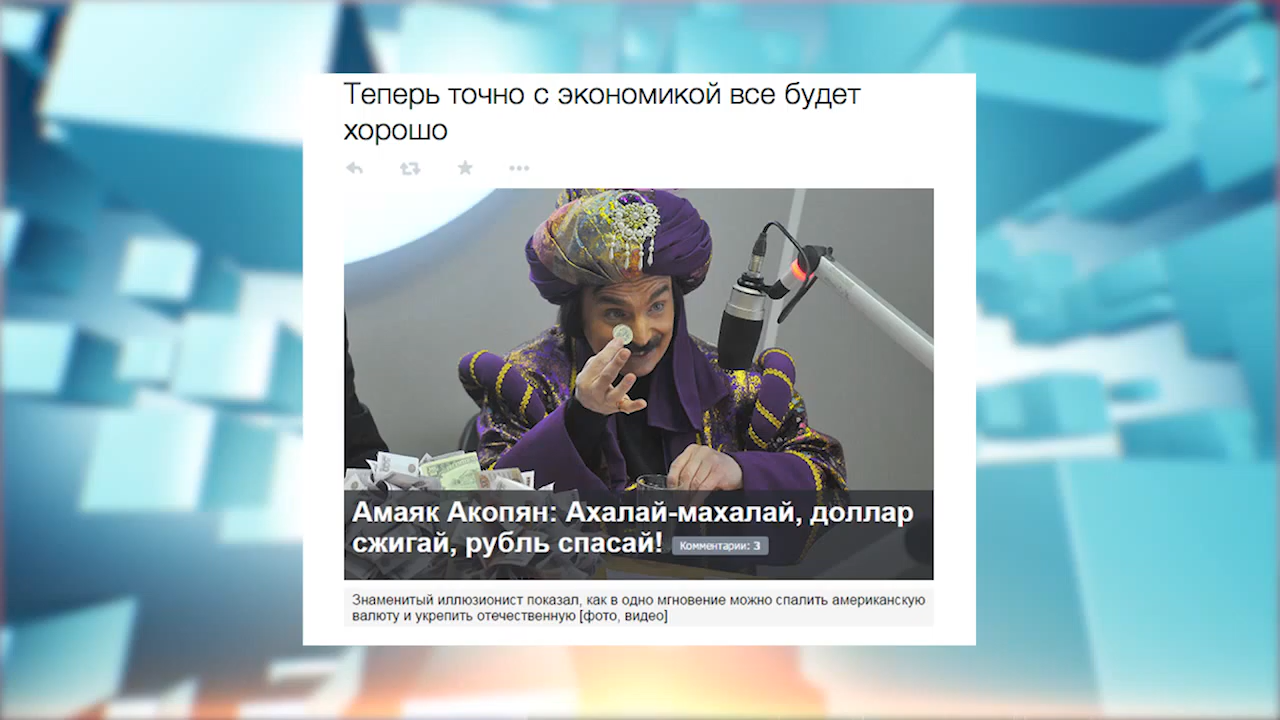 Теперь точно с экономикой все будет
хорошо
Амаяк Акопян: Ахалай-махалай, доллар
сжигай, рубль спасай! Комментарии: 3
Знаменитый иллюзионист показал, как в одно мгновение можно спалить американскую
валюту и укрепить отечественную [фото, видео]